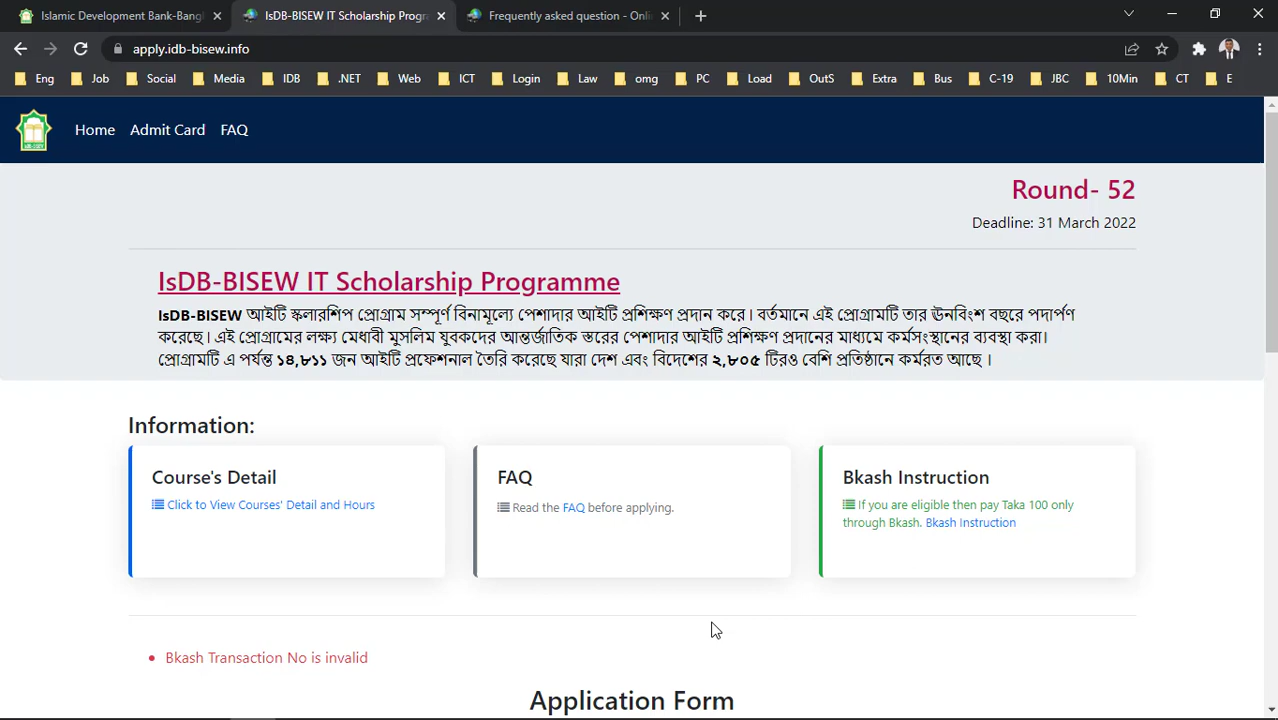 Islamic Development Bank-Bangl
IsDB-BISEW IT Scholarship Progra
Frequently asked question - Onli
apply.idb-bisew.info
Eng Job Social Media IDB .NET Web ICT Login Law omg PC Load OutS Extra Bus C-19 JBC 10Min CT E
Home Admit Card FAQ
Round- 52
Deadline: 31 March 2022
IsDB-BISEW IT Scholarship Programme
IsDB-BISEW আইটি স্কলারশিপ প্রোগ্রাম সম্পূর্ণ বিনামূল্যে পেশাদার আইটি প্রশিক্ষণ প্রদান করে। বর্তমানে এই প্রোগ্রামটি তার ঊনবিংশ বছরে পদার্পণ
করেছে। এই প্রোগ্রামের লক্ষ্য মেধাবী মুসলিম যুবকদের আন্তর্জাতিক স্তরের পেশাদার আইটি প্রশিক্ষণ প্রদানের মাধ্যমে কর্মসংস্থানের ব্যবস্থা করা।
প্রোগ্রামটি এ পর্যন্ত ১৪,৮১১ জন আইটি প্রফেশনাল তৈরি করেছে যারা দেশ এবং বিদেশের ২,৮০৫ টিরও বেশি প্রতিষ্ঠানে কর্মরত আছে ।
Information:
Course's Detail
Click to View Courses' Detail and Hours
FAQ
Read the FAQ before applying.
Bkash Instruction
If you are eligible then pay Taka 100 only
through Bkash. Bkash Instruction
Bkash Transaction No is invalid
Application Form